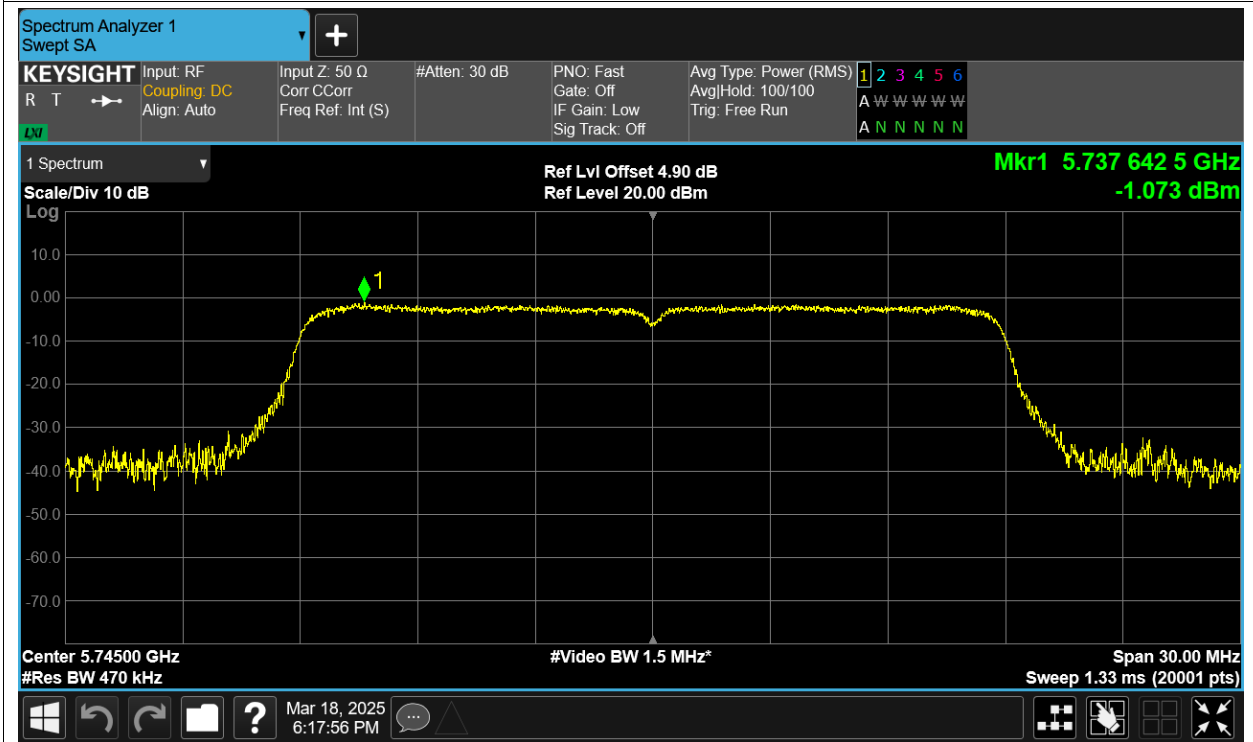 Spectrum Analyzer 1
Swept SA
+
KEYSIGHT
R T
LXI
Input: RF
Coupling: DC
Align: Auto
Input Z: 50 Ω
Corr CCorr
Freq Ref: Int (S)
#Atten: 30 dB
PNO: Fast
Gate: Off
IF Gain: Low
Sig Track: Off
Avg Type: Power (RMS)
Avg|Hold: 100/100
Trig: Free Run
1 2 3 4 5 6
A W W W W W
A N N N N N
1 Spectrum
Scale/Div 10 dB
Log
Ref Lvl Offset 4.90 dB
Ref Level 20.00 dBm
Mkr1 5.737 642 5 GHz
-1.073 dBm
10.0
0.00
-10.0
-20.0
-30.0
-40.0
-50.0
-60.0
-70.0
1
Center 5.74500 GHz
#Res BW 470 kHz
#Video BW 1.5 MHz*
Span 30.00 MHz
Sweep 1.33 ms (20001 pts)
?
Mar 18, 2025
6:17:56 PM